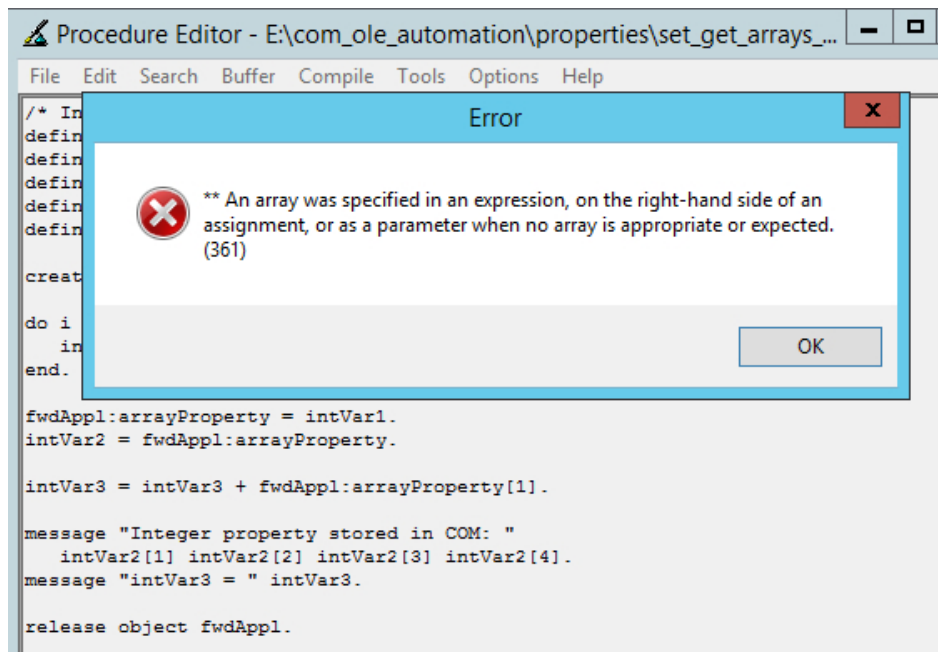 Procedure Editor - E:\com_ole_automation\properties\set_get_arrays_...
File Edit Search Buffer Compile Tools Options Help
/* In
defin
defin
defin
defin
defin
creat
do i
in
end.
Error
x
** An array was specified in an expression, on the right-hand side of an
assignment, or as a parameter when no array is appropriate or expected.
(361)
OK
fwdAppl:arrayProperty = intVar1.
intVar2 = fwdAppl:arrayProperty.
intVar3 = intVar3 + fwdAppl:arrayProperty[1].
message "Integer property stored in COM: "
intVar2[1] intVar2[2] intVar2[3] intVar2[4].
message "intVar3 = " intVar3.
release object fwdAppl.